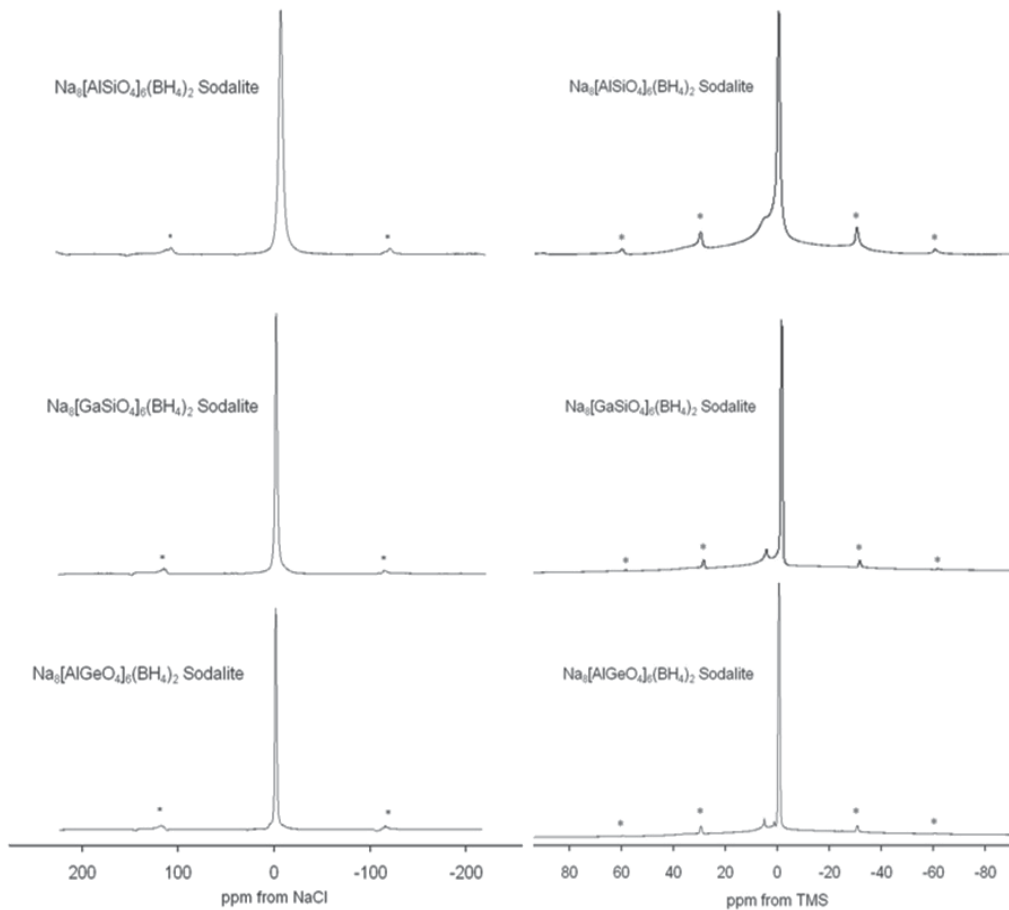 Na₈[AlSiO₄]₆(BH₄)₂ Sodalite
*
*
Na₈[GaSiO₄]₆(BH₄)₂ Sodalite
*
*
Na₈[AlGeO₄]₆(BH₄)₂ Sodalite
*
*
200 100 0 -100 -200
ppm from NaCl
Na₈[AlSiO₄]₆(BH₄)₂ Sodalite
* * * *
Na₈[GaSiO₄]₆(BH₄)₂ Sodalite
* * * *
Na₈[AlGeO₄]₆(BH₄)₂ Sodalite
* * * *
80 60 40 20 0 -20 -40 -60 -80
ppm from TMS